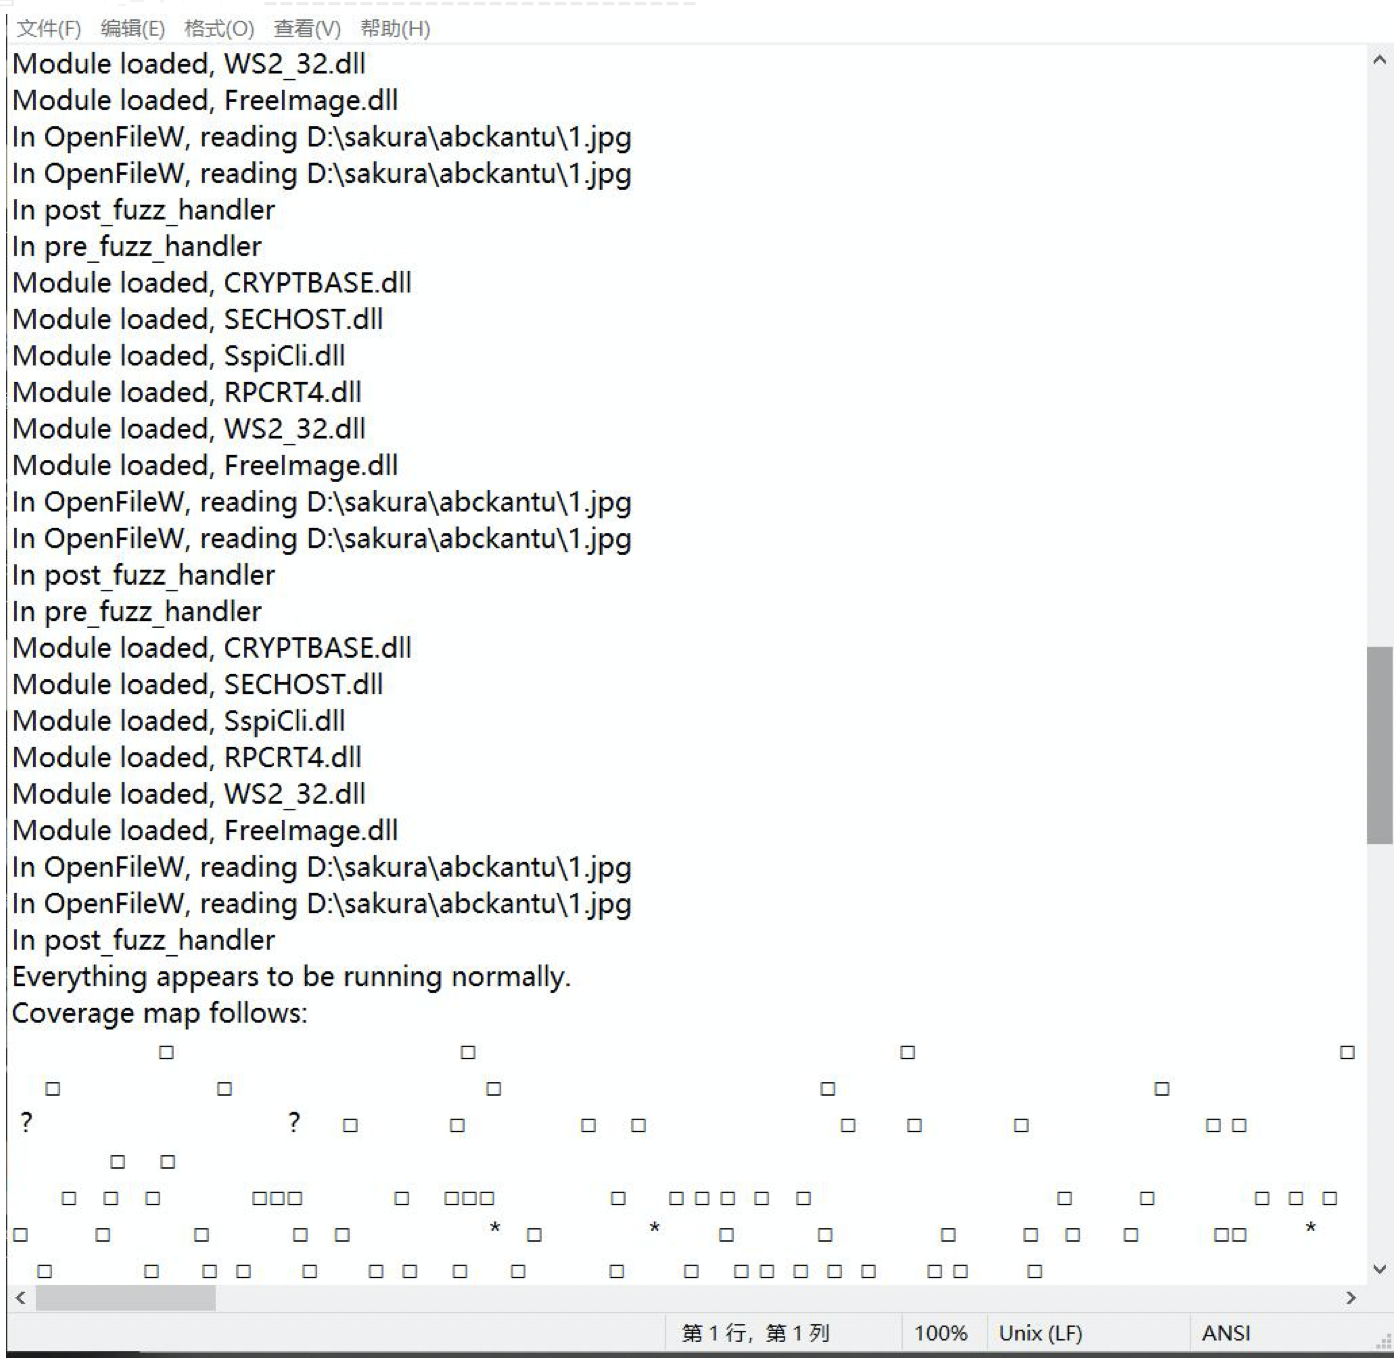 文件(F) 编辑(E) 格式(O) 查看(V) 帮助(H)
Module loaded, WS2_32.dll
Module loaded, FreeImage.dll
In OpenFileW, reading D:\sakura\abckantu\1.jpg
In OpenFileW, reading D:\sakura\abckantu\1.jpg
In post_fuzz_handler
In pre_fuzz_handler
Module loaded, CRYPTBASE.dll
Module loaded, SECHOST.dll
Module loaded, SspiCli.dll
Module loaded, RPCRT4.dll
Module loaded, WS2_32.dll
Module loaded, FreeImage.dll
In OpenFileW, reading D:\sakura\abckantu\1.jpg
In OpenFileW, reading D:\sakura\abckantu\1.jpg
In post_fuzz_handler
In pre_fuzz_handler
Module loaded, CRYPTBASE.dll
Module loaded, SECHOST.dll
Module loaded, SspiCli.dll
Module loaded, RPCRT4.dll
Module loaded, WS2_32.dll
Module loaded, FreeImage.dll
In OpenFileW, reading D:\sakura\abckantu\1.jpg
In OpenFileW, reading D:\sakura\abckantu\1.jpg
In post_fuzz_handler
Everything appears to be running normally.
Coverage map follows:
□ □ □ □
□ □ □ □ □
? ? □ □ □ □ □ □ □ □□
□ □
□ □ □ □□□ □ □□□ □ □ □ □ □ □ □ □ □ □ □
□ □ □ □ □ * □ * □ □ □ □ □ □ □□ *
□ □ □ □ □ □ □ □ □ □ □ □ □ □ □ □ □ □ □
第 1 行，第 1 列 100% Unix (LF) ANSI